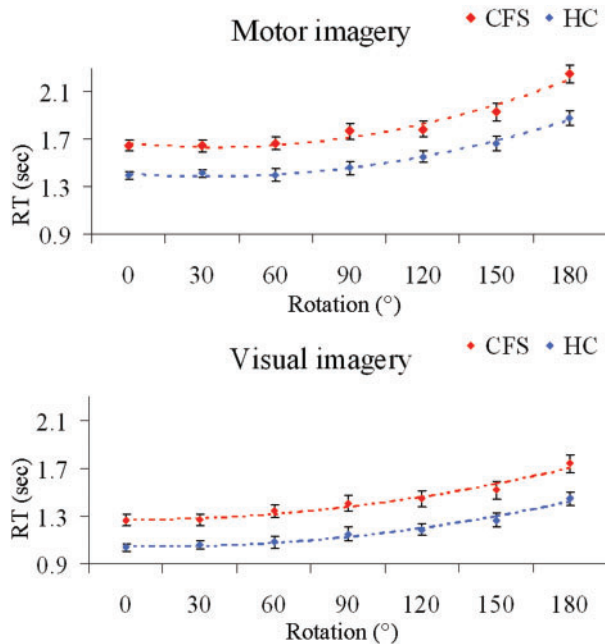 CFS HC
Motor imagery
2.1
1.7
1.3
0.9
RT (sec)
0 30 60 90 120 150 180
Rotation (°)
CFS HC
Visual imagery
2.1
1.7
1.3
0.9
RT (sec)
0 30 60 90 120 150 180
Rotation (°)